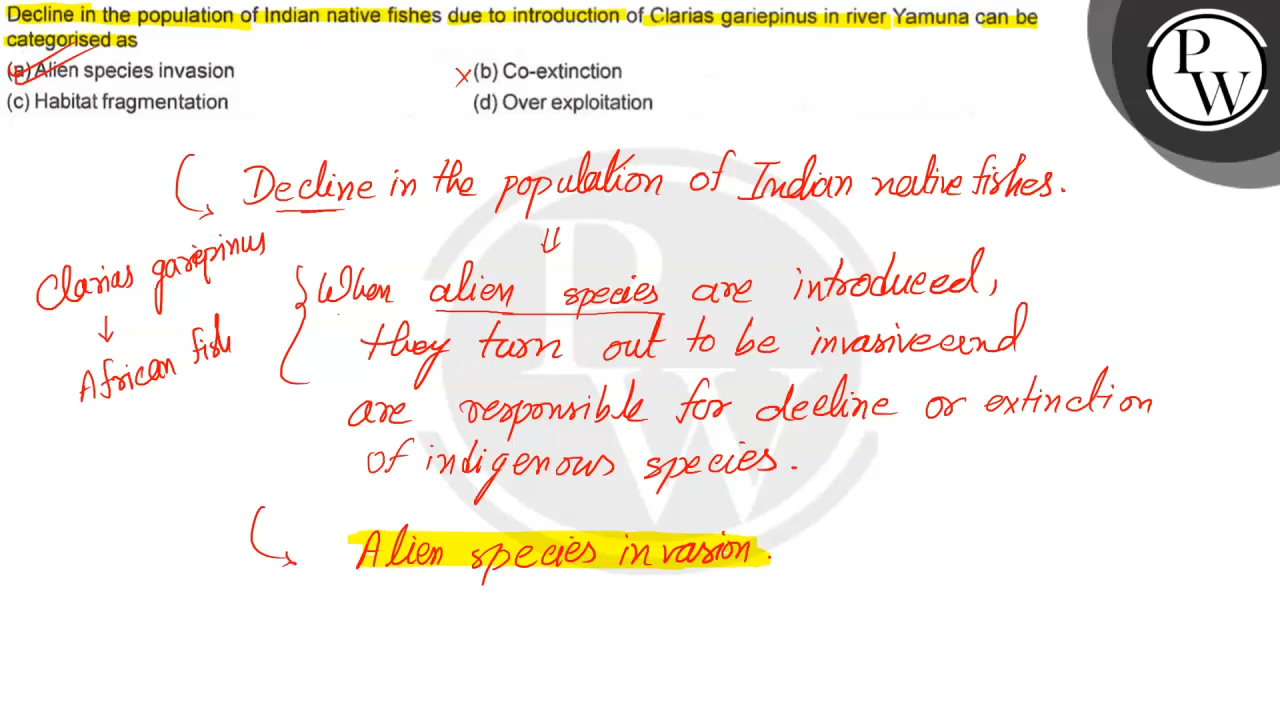 Decline in the population of Indian native fishes due to introduction of Clarias gariepinus in river Yamuna can be
categorised as
(a) Alien species invasion
x (b) Co-extinction
(c) Habitat fragmentation
(d) Over exploitation
P
W
Decline in the population of Indian native fishes.
Clarias gariepinus
African fish
When alien species are introduced,
they turn out to be invasive and
are responsible for decline or extinction
of indigenous species.
Alien species invasion.
P
W